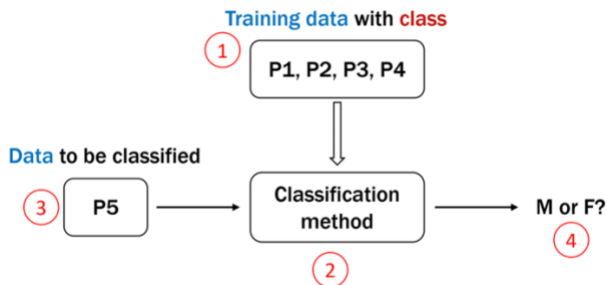 Training data with class
1
P1, P2, P3, P4
Data to be classified
3
P5
Classification
method
2
M or F?
4